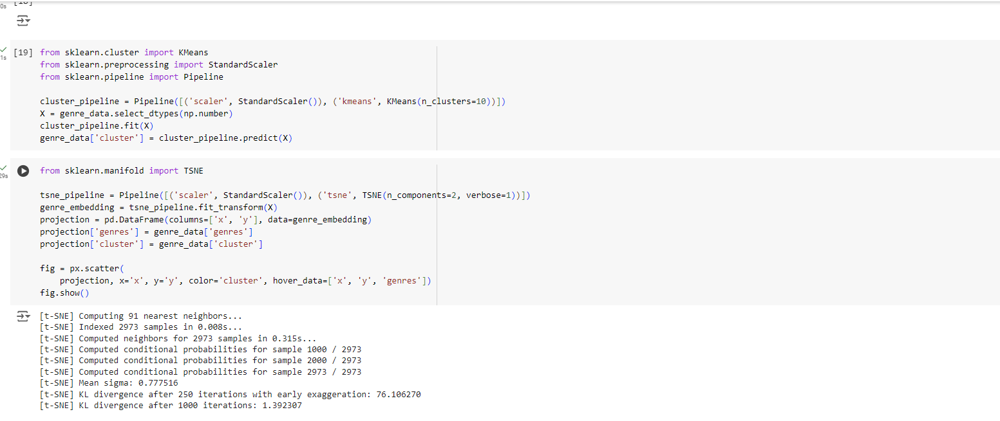 0s
[19] from sklearn.cluster import KMeans
1s
from sklearn.preprocessing import StandardScaler
from sklearn.pipeline import Pipeline
cluster_pipeline = Pipeline([('scaler', StandardScaler()), ('kmeans', KMeans(n_clusters=10))])
X = genre_data.select_dtypes(np.number)
cluster_pipeline.fit(X)
genre_data['cluster'] = cluster_pipeline.predict(X)
from sklearn.manifold import TSNE
29s
tsne_pipeline = Pipeline([('scaler', StandardScaler()), ('tsne', TSNE(n_components=2, verbose=1))])
genre_embedding = tsne_pipeline.fit_transform(X)
projection = pd.DataFrame(columns=['x', 'y'], data=genre_embedding)
projection['genres'] = genre_data['genres']
projection['cluster'] = genre_data['cluster']
fig = px.scatter(
projection, x='x', y='y', color='cluster', hover_data=['x', 'y', 'genres'])
fig.show()
[t-SNE] Computing 91 nearest neighbors...
[t-SNE] Indexed 2973 samples in 0.008s...
[t-SNE] Computed neighbors for 2973 samples in 0.315s...
[t-SNE] Computed conditional probabilities for sample 1000 / 2973
[t-SNE] Computed conditional probabilities for sample 2000 / 2973
[t-SNE] Computed conditional probabilities for sample 2973 / 2973
[t-SNE] Mean sigma: 0.777516
[t-SNE] KL divergence after 250 iterations with early exaggeration: 76.106270
[t-SNE] KL divergence after 1000 iterations: 1.392307